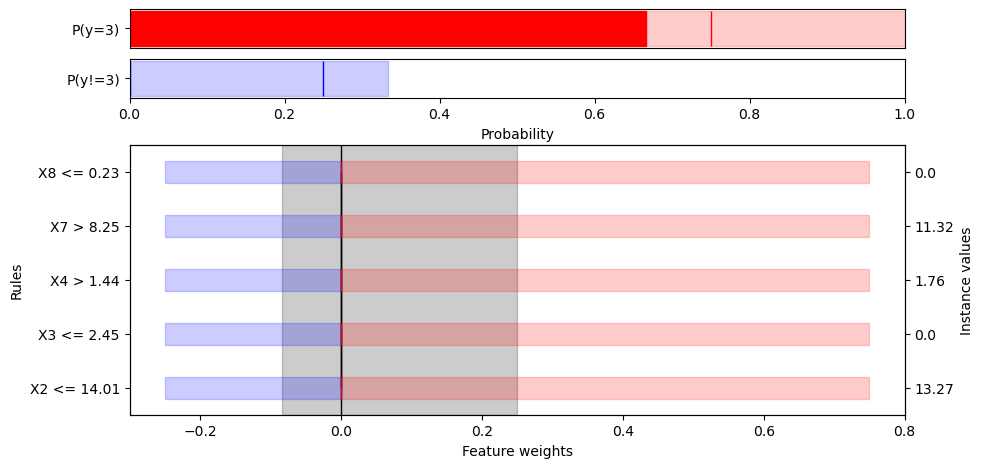 P(y=3)
P(y!=3)
0.0 0.2 0.4 0.6 0.8 1.0
Probability
X8 <= 0.23 0.0
X7 > 8.25 11.32
X4 > 1.44 1.76
X3 <= 2.45 0.0
X2 <= 14.01 13.27
Rules
Instance values
−0.2 0.0 0.2 0.4 0.6 0.8
Feature weights